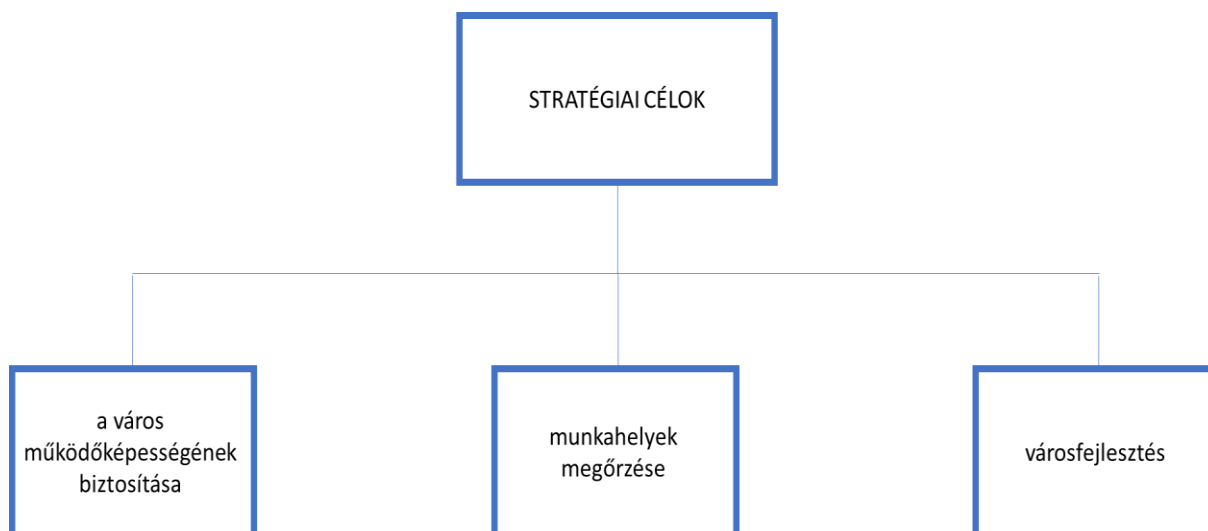 STRATÉGIAI CÉLOK
a város
működőképességének
biztosítása
munkahelyek
megőrzése
városfejlesztés